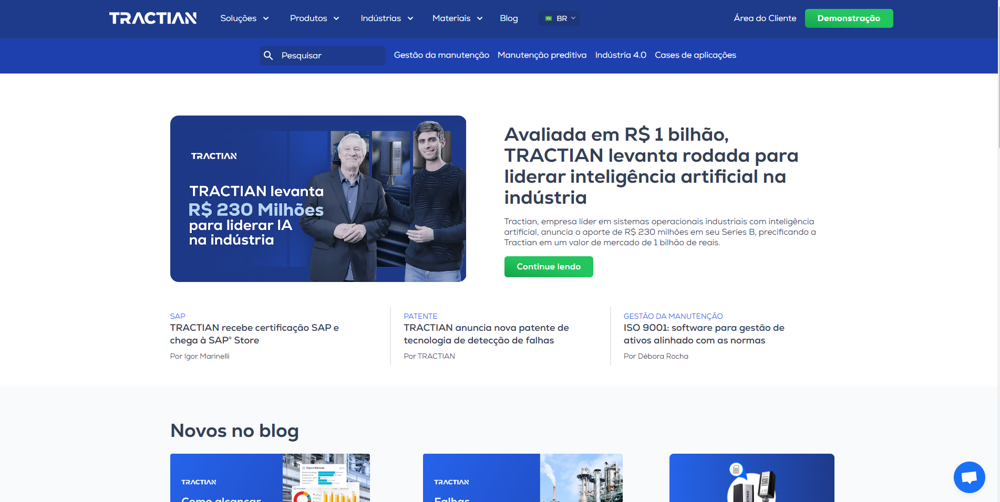 TRACTIAN
Soluções
Produtos
Indústrias
Materiais
Blog
BR
Área do Cliente
Demonstração
Pesquisar
Gestão da manutenção
Manutenção preditiva
Indústria 4.0
Cases de aplicações
TRACTIAN
TRACTIAN levanta
R$ 230 Milhões
para liderar IA
na indústria
Avaliada em R$ 1 bilhão,
TRACTIAN levanta rodada para
liderar inteligência artificial na
indústria
Tractian, empresa líder em sistemas operacionais industriais com inteligência
artificial, anuncia o aporte de R$ 230 milhões em seu Series B, precificando a
Tractian em um valor de mercado de 1 bilhão de reais.
Continue lendo
SAP
TRACTIAN recebe certificação SAP e
chega à SAP® Store
Por Igor Marinelli
PATENTE
TRACTIAN anuncia nova patente de
tecnologia de detecção de falhas
Por TRACTIAN
GESTÃO DA MANUTENÇÃO
ISO 9001: software para gestão de
ativos alinhado com as normas
Por Débora Rocha
Novos no blog
TRACTIAN
Como alcançar
Disponibilidade
TRACTIAN
Falhas